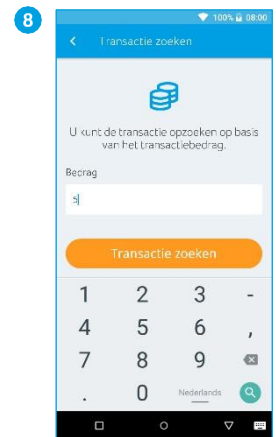 8
100% 08:00
Transactie zoeken
U kunt de transactie opzoeken op basis
van het transactiebedrag.
Bedrag
5
Transactie zoeken
1 2 3 -
4 5 6 ,
7 8 9
. 0 Nederlands